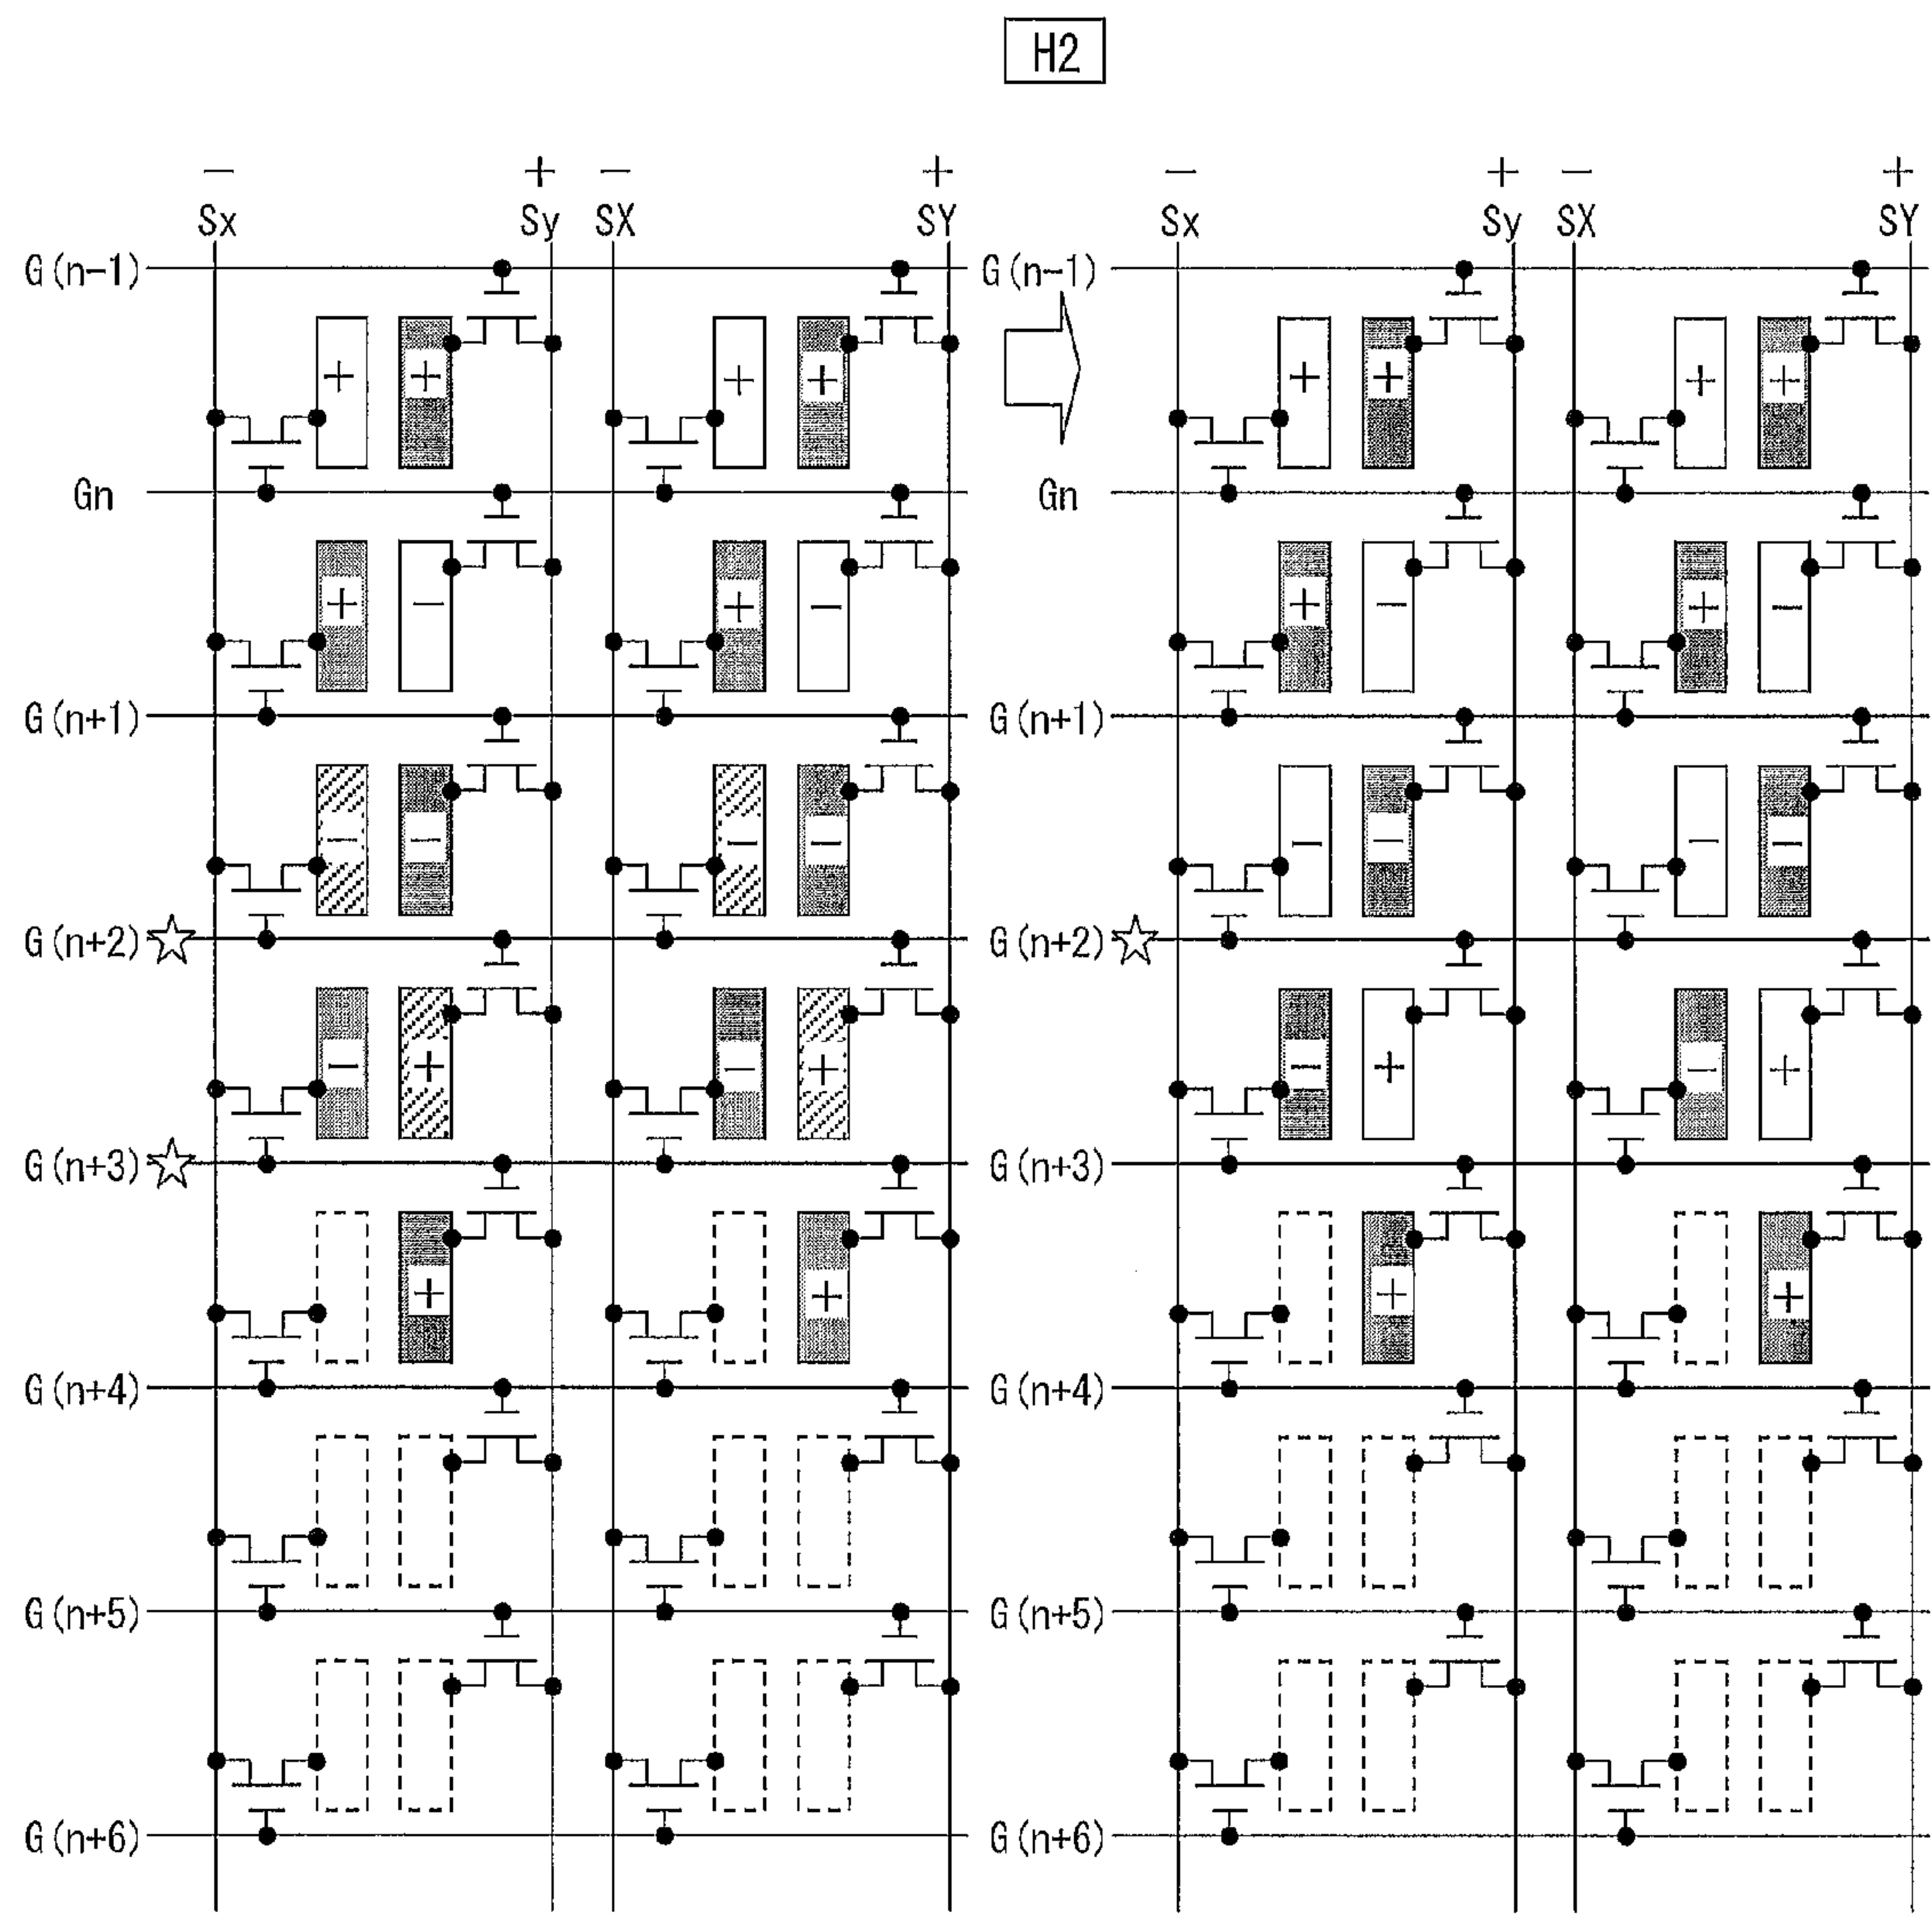 H2
− + − + − + − +
Sx Sy SX SY Sx Sy SX SY
G(n-1) G(n-1)
+ + + + + + + +
Gn Gn
+ − + − + − + −
G(n+1) G(n+1)
− − − − − − − −
G(n+2)☆ G(n+2)☆
− + − + − + − +
G(n+3)☆ G(n+3)
+ + + +
G(n+4) G(n+4)
G(n+5) G(n+5)
G(n+6) G(n+6)